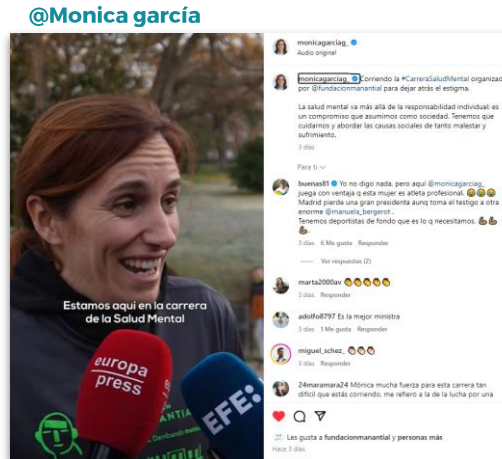 @Monica garcía
monicagarciag_
Audio original
monicagarciag_ Corriendo la #CarreraSaludMental organizad
por @fundacionmanantial para dejar atrás el estigma.
La salud mental va más allá de la responsabilidad individual: es
un compromiso que asumimos como sociedad. Tenemos que
cuidarnos y abordar las causas sociales de tanto malestar y
sufrimiento.
3 días
Para ti
buenas81 Yo no digo nada, pero aquí @monicagarciag_
juega con ventaja q esta mujer es atleta profesional. 😂😂😂
Madrid pierde una gran presidenta aunq toma el testigo a otra
enorme @manuela_bergerot .
Tenemos deportistas de fondo que es lo q necesitamos. 💪🏽💪🏽
💪🏽
3 días 6 Me gusta Responder
Ver respuestas (2)
marta2000av 👏👏👏👏👏
3 días Responder
adolfo8797 Es la mejor ministra
3 días 1 Me gusta Responder
miguel_schez_ 👏👏👏
3 días Responder
24maramara24 Mónica mucha fuerza para esta carrera tan
difícil que estás corriendo. me refiero a la de la lucha por una
Les gusta a fundacionmanantial y personas más
Hace 3 días
Estamos aquí en la carrera
de la Salud Mental
europa
press
EFE: